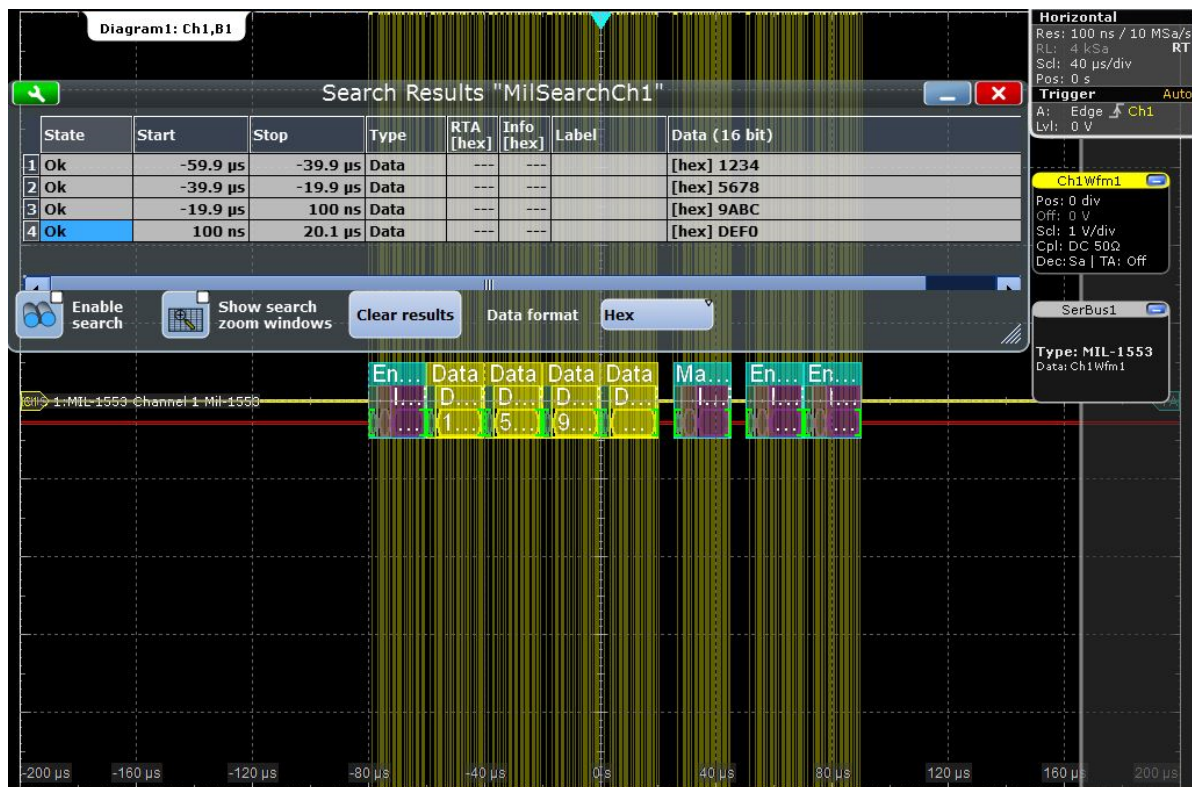 Diagram1: Ch1,B1
Horizontal
Res: 100 ns / 10 MSa/s
RL: 4 kSa RT
Scl: 40 µs/div
Pos: 0 s
Trigger Auto
A: Edge Ch1
Lvl: 0 V
Search Results "MilSearchCh1"
State Start Stop Type RTA [hex] Info [hex] Label Data (16 bit)
1 Ok -59.9 µs -39.9 µs Data --- --- [hex] 1234
2 Ok -39.9 µs -19.9 µs Data --- --- [hex] 5678
3 Ok -19.9 µs 100 ns Data --- --- [hex] 9ABC
4 Ok 100 ns 20.1 µs Data --- --- [hex] DEF0
Enable search
Show search zoom windows
Clear results
Data format
Hex
Ch1Wfm1
Pos: 0 div
Off: 0 V
Scl: 1 V/div
Cpl: DC 50Ω
Dec: Sa | TA: Off
SerBus1
Type: MIL-1553
Data: Ch1Wfm1
En... Data Data Data Data Ma... En... En...
I... D... D... D... D... I... I... I...
1:MIL-1553 Channel 1 Mil-1553
... 1... 5... 9... ... ... ... ...
TA
-200 µs -160 µs -120 µs -80 µs -40 µs 0 s 40 µs 80 µs 120 µs 160 µs 200 µs